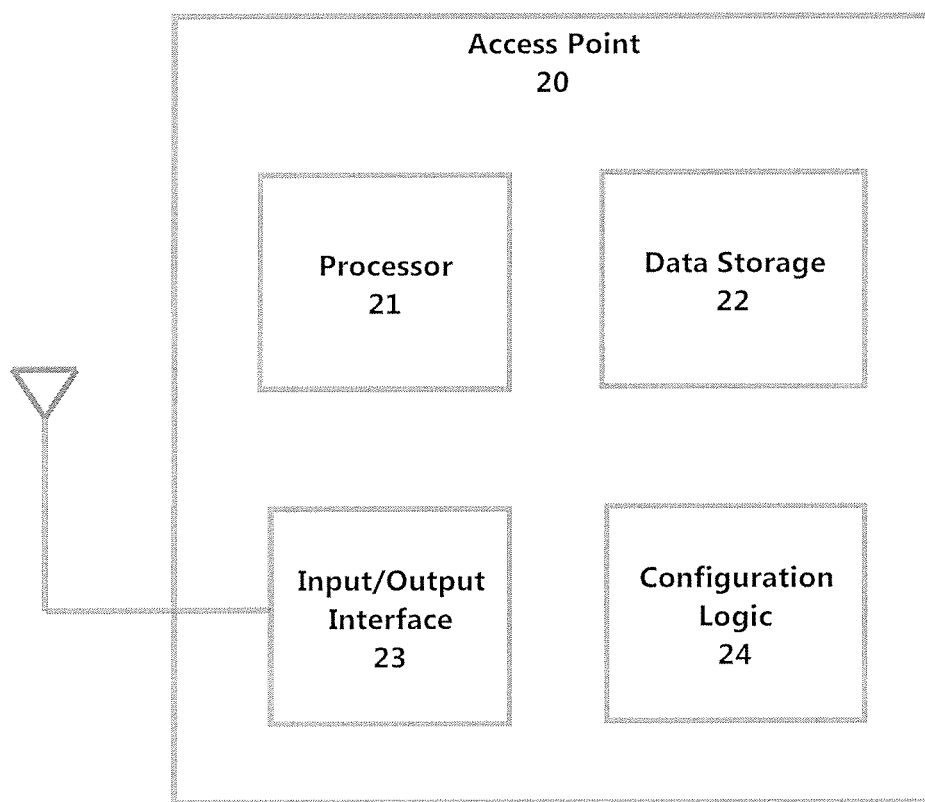 Access Point
20
Processor
21
Data Storage
22
Input/Output
Interface
23
Configuration
Logic
24